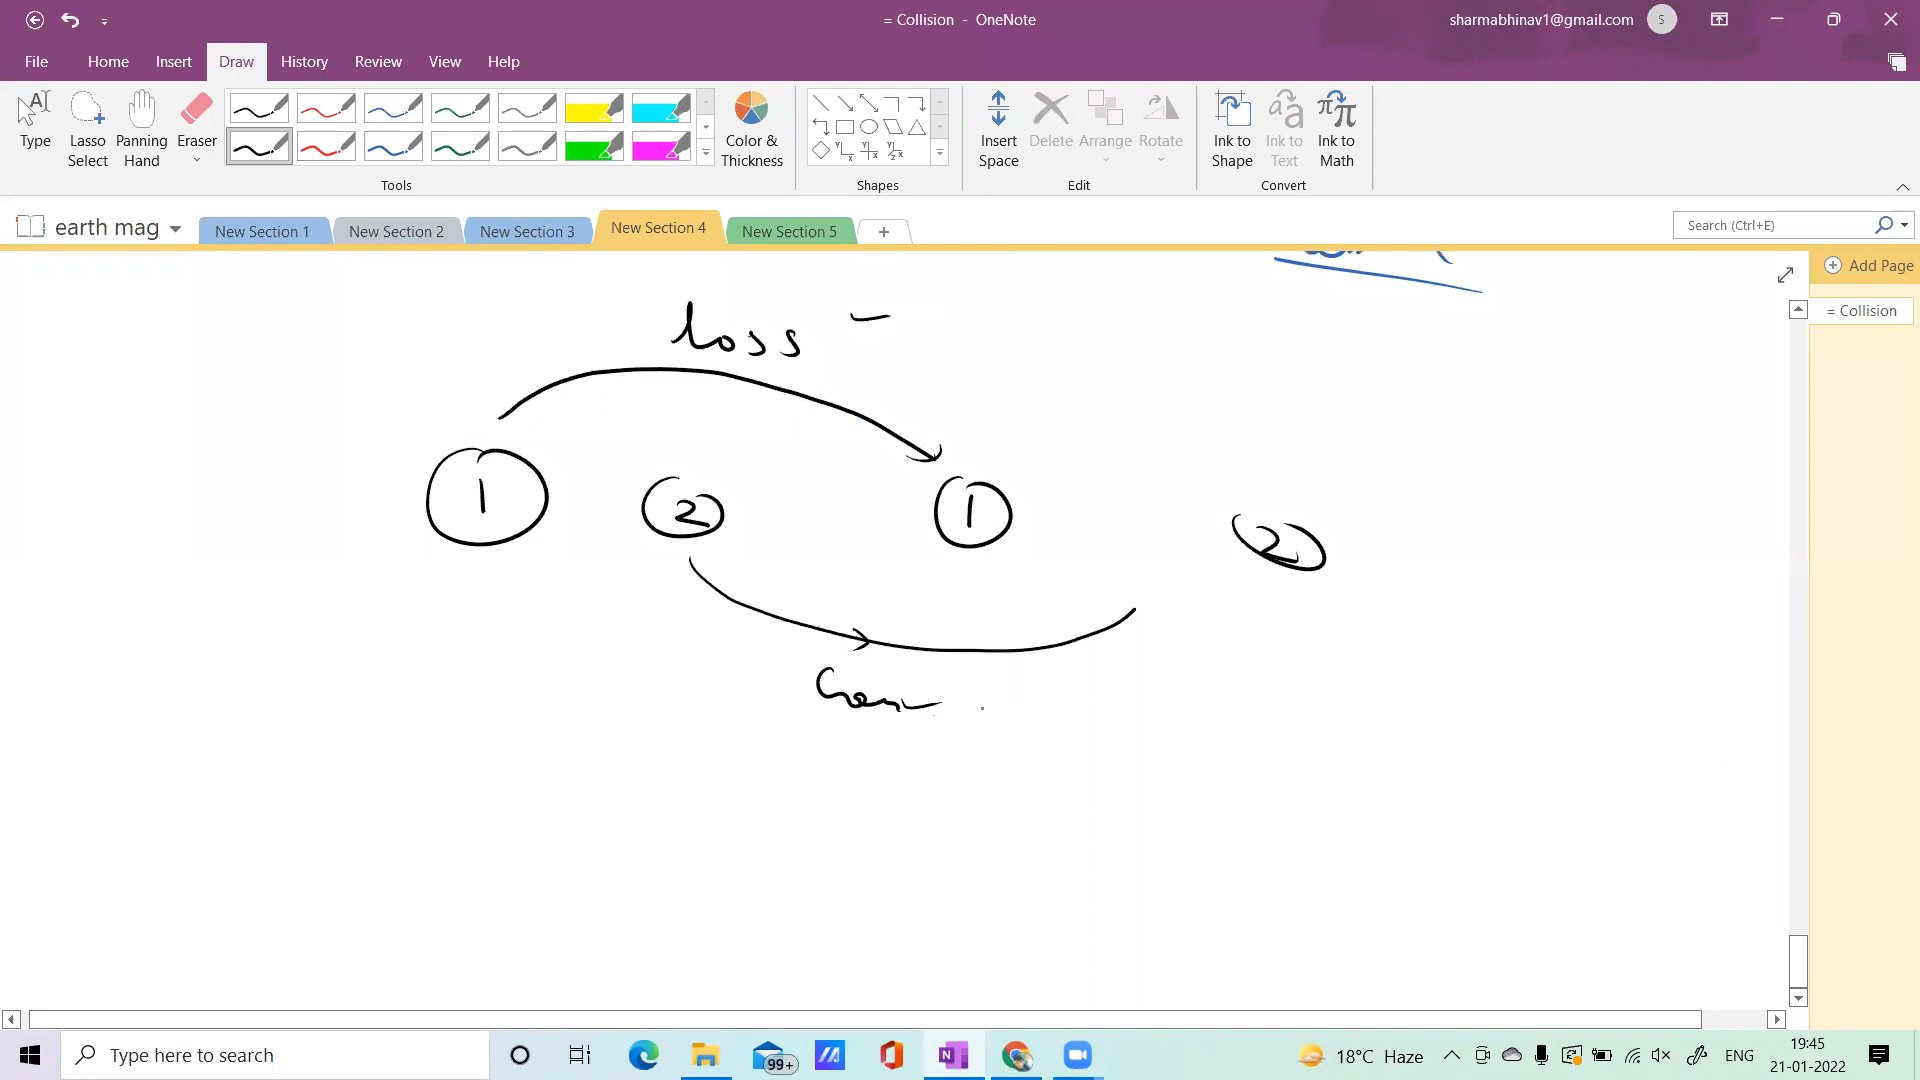 = Collision - OneNote
sharmabhinav1@gmail.com S
File Home Insert Draw History Review View Help
Type
Lasso Select
Panning Hand
Eraser
Color & Thickness
Insert Space
Delete
Arrange
Rotate
Ink to Shape
Ink to Text
Ink to Math
Tools Shapes Edit Convert
earth mag New Section 1 New Section 2 New Section 3 New Section 4 New Section 5 +
Search (Ctrl+E)
Add Page
= Collision
loss -
1 2 1 2
Type here to search
99+
18°C Haze
ENG
19:45
21-01-2022